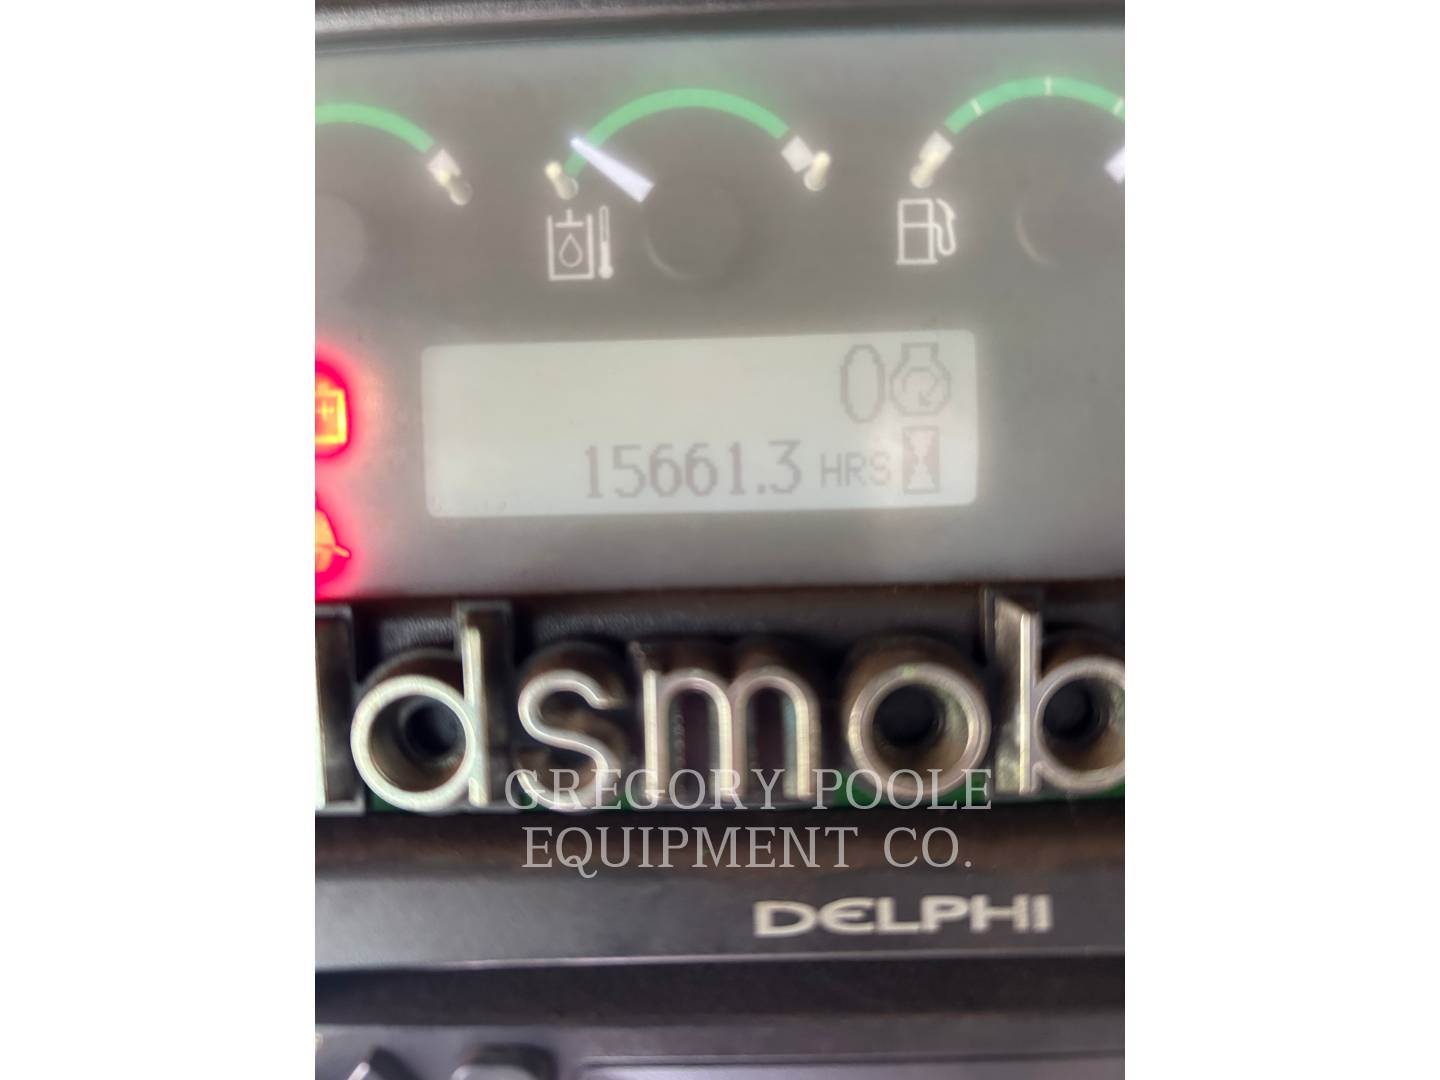 0
15661.3 HRS
ldsmob
GREGORY POOLE
EQUIPMENT CO.
DELPHI